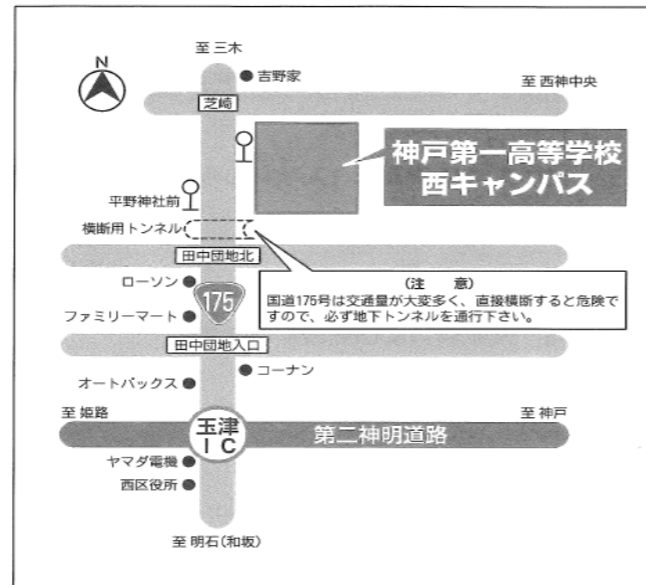 至 三木
N
吉野家
至 西神中央
芝崎
神戸第一高等学校
西キャンパス
平野神社前
横断用トンネル
田中団地北
ローソン
175
(注　意)
国道175号は交通量が大変多く、直接横断すると危険で
すので、必ず地下トンネルを通行下さい。
ファミリーマート
田中団地入口
コーナン
オートバックス
至 姫路
至 神戸
玉津
IC
第二神明道路
ヤマダ電機
西区役所
至 明石(和坂)